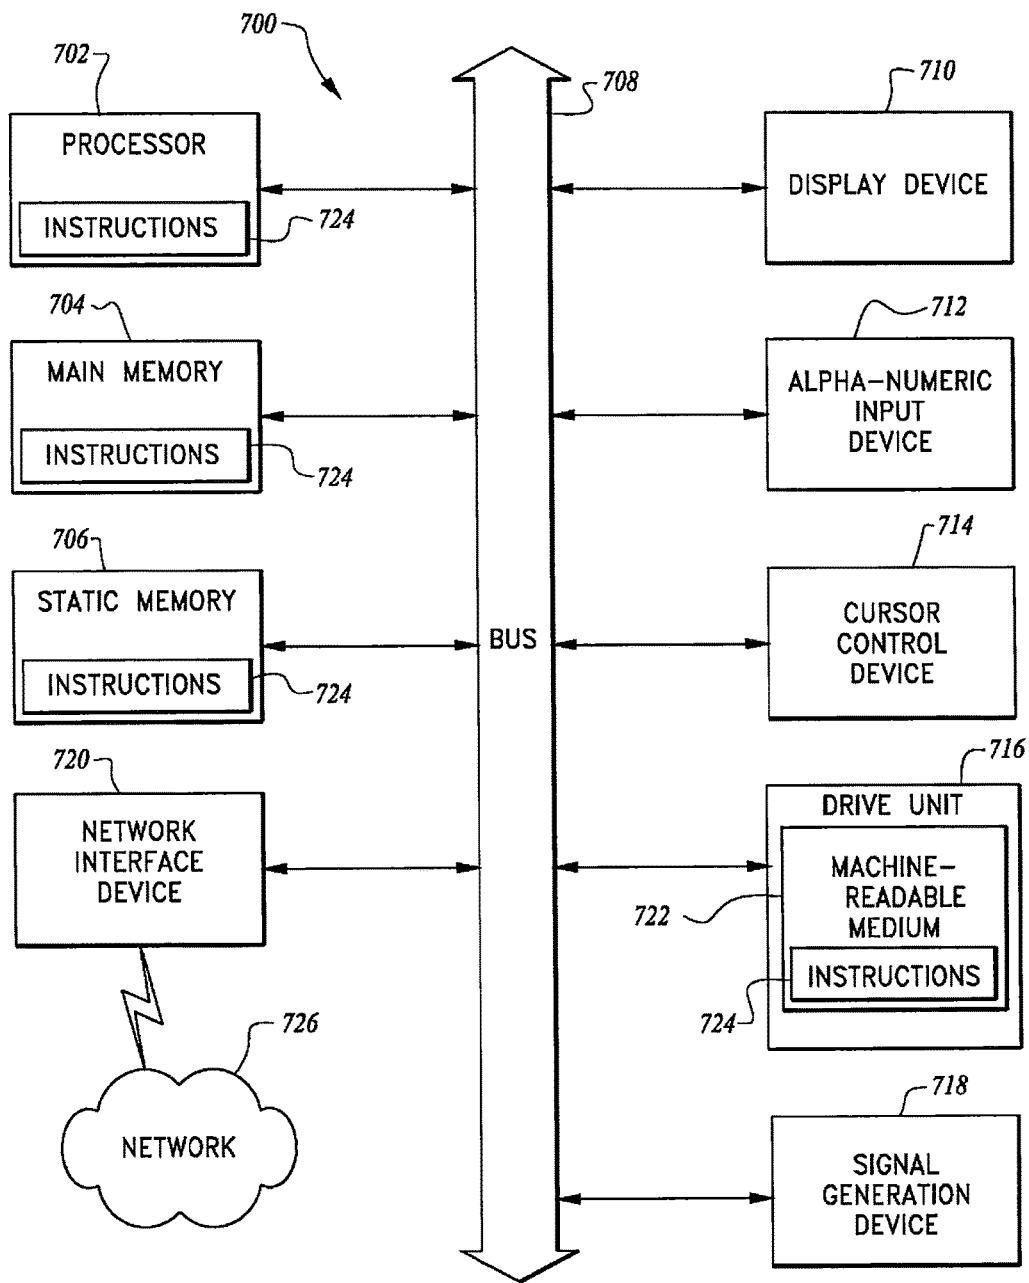 700
702
PROCESSOR
INSTRUCTIONS
724
704
MAIN MEMORY
INSTRUCTIONS
724
706
STATIC MEMORY
INSTRUCTIONS
724
720
NETWORK
INTERFACE
DEVICE
726
NETWORK
708
BUS
710
DISPLAY DEVICE
712
ALPHA-NUMERIC
INPUT
DEVICE
714
CURSOR
CONTROL
DEVICE
716
DRIVE UNIT
722
MACHINE-
READABLE
MEDIUM
INSTRUCTIONS
724
718
SIGNAL
GENERATION
DEVICE